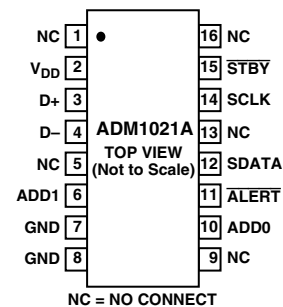 NC 1 16 NC
VDD 2 15 STBY
D+ 3 14 SCLK
D– 4 ADM1021A 13 NC
TOP VIEW
NC 5 (Not to Scale) 12 SDATA
ADD1 6 11 ALERT
GND 7 10 ADD0
GND 8 9 NC
NC = NO CONNECT